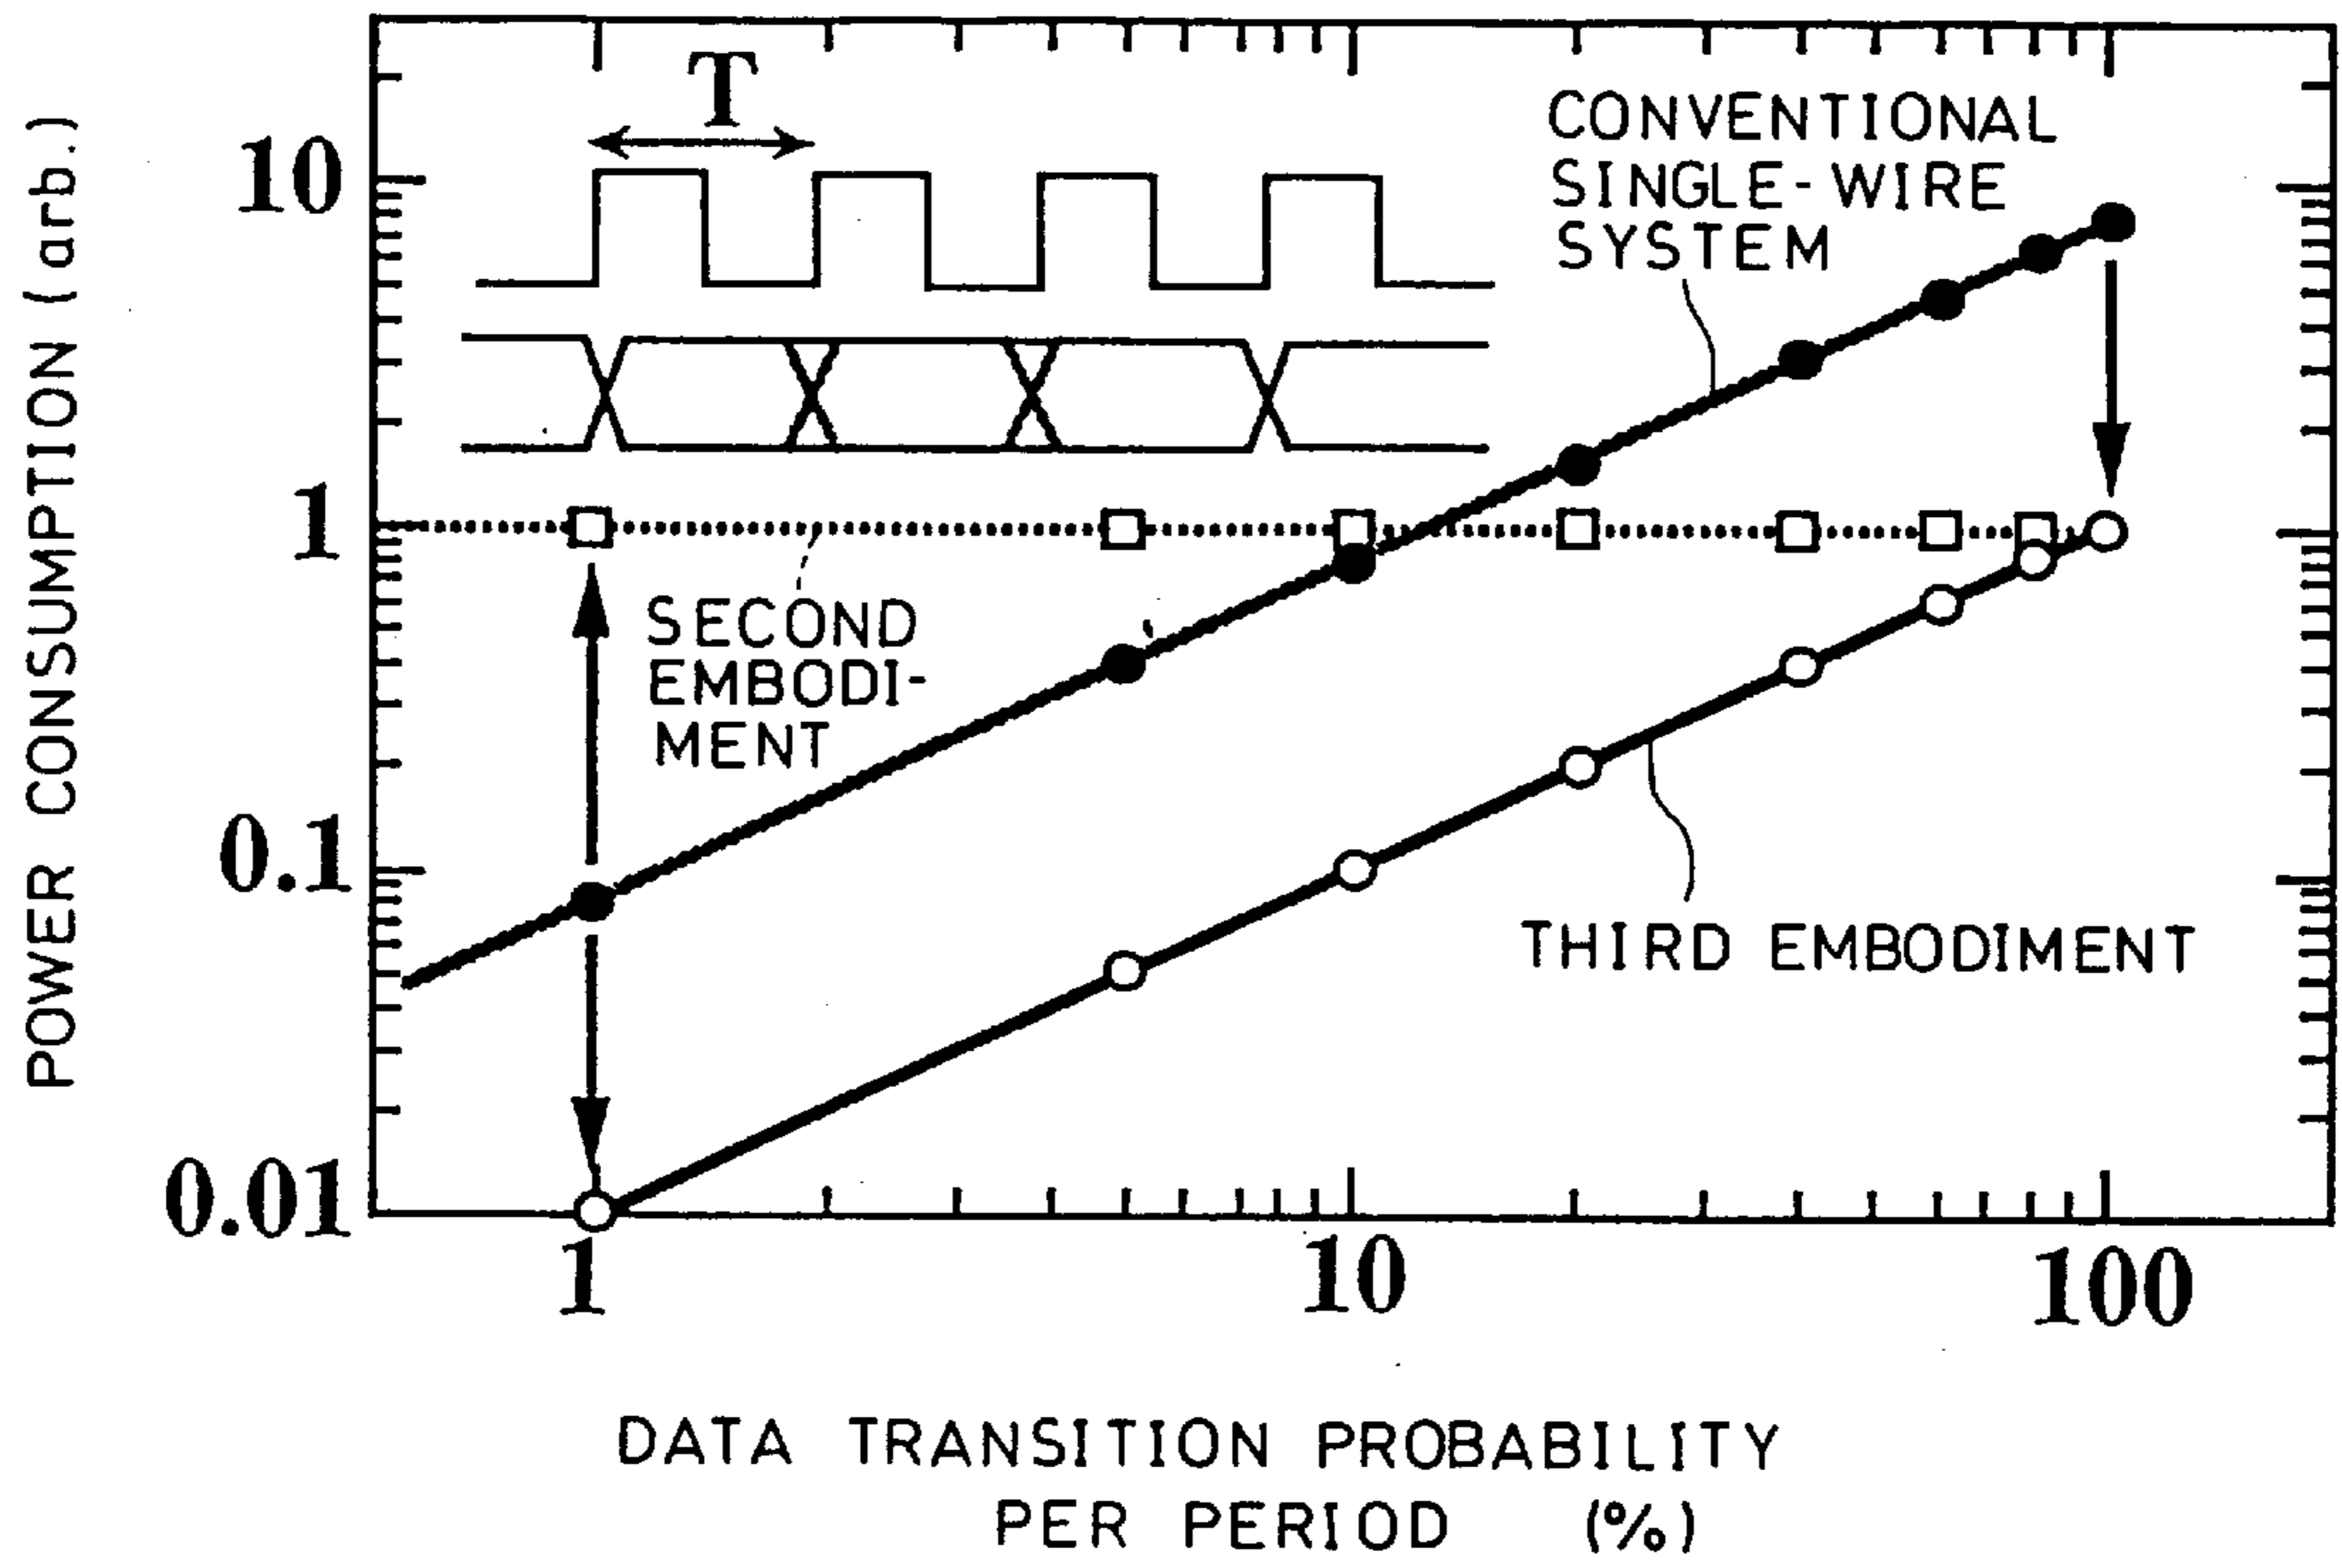 POWER CONSUMPTION (arb.)
10
1
0.1
0.01
T
CONVENTIONAL
SINGLE-WIRE
SYSTEM
SECOND
EMBODI-
MENT
THIRD EMBODIMENT
1
10
100
DATA TRANSITION PROBABILITY
PER PERIOD (%)